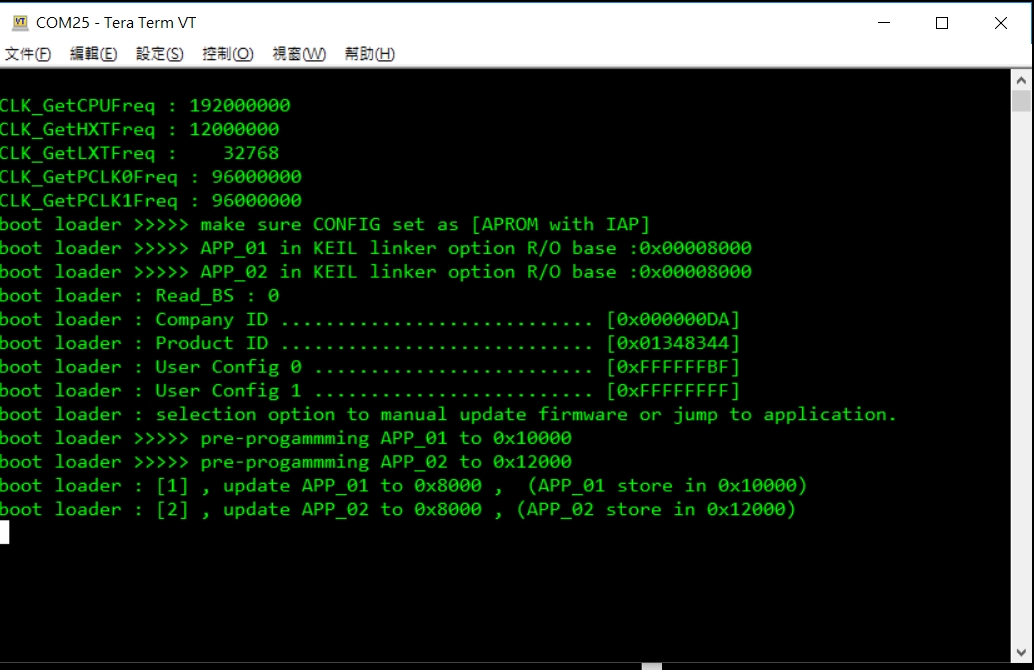 COM25 - Tera Term VT
文件(F) 編輯(E) 設定(S) 控制(O) 視窗(W) 幫助(H)
CLK_GetCPUFreq : 192000000
CLK_GetHXTFreq : 12000000
CLK_GetLXTFreq :    32768
CLK_GetPCLK0Freq : 96000000
CLK_GetPCLK1Freq : 96000000
boot loader >>>>> make sure CONFIG set as [APROM with IAP]
boot loader >>>>> APP_01 in KEIL linker option R/O base :0x00008000
boot loader >>>>> APP_02 in KEIL linker option R/O base :0x00008000
boot loader : Read_BS : 0
boot loader : Company ID ............................ [0x000000DA]
boot loader : Product ID ............................ [0x01348344]
boot loader : User Config 0 ......................... [0xFFFFFFBF]
boot loader : User Config 1 ......................... [0xFFFFFFFF]
boot loader : selection option to manual update firmware or jump to application.
boot loader >>>>> pre-progammming APP_01 to 0x10000
boot loader >>>>> pre-progammming APP_02 to 0x12000
boot loader : [1] , update APP_01 to 0x8000 ,  (APP_01 store in 0x10000)
boot loader : [2] , update APP_02 to 0x8000 , (APP_02 store in 0x12000)